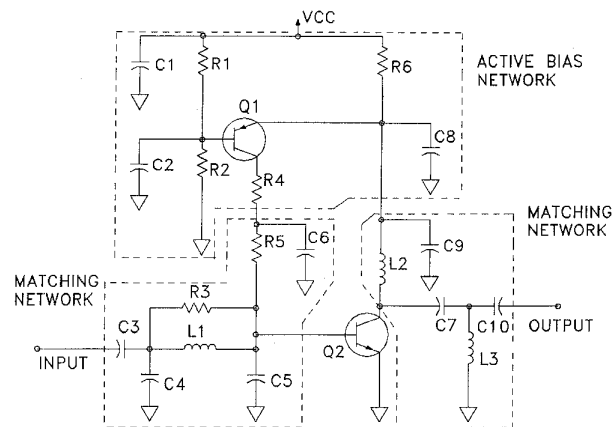 VCC
ACTIVE BIAS
NETWORK
C1
R1
R6
Q1
C2
R2
C8
R4
MATCHING
NETWORK
R5
C6
C9
L2
MATCHING
NETWORK
R3
C3
L1
C7
C10
OUTPUT
INPUT
C4
C5
Q2
L3